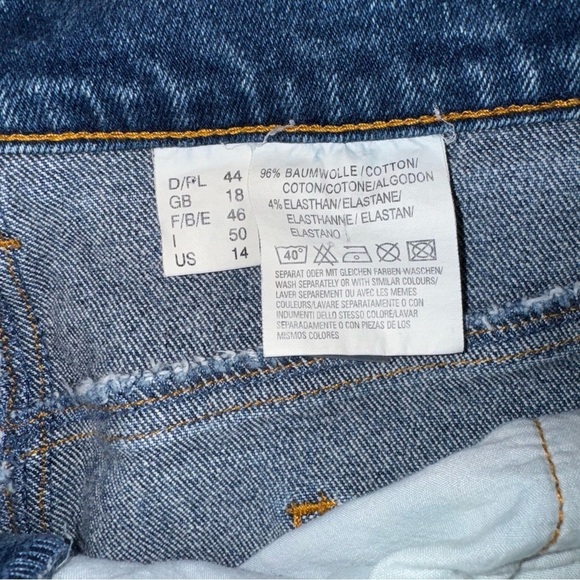 D/PL 44
GB 18
F/B/E 46
I 50
US 14
96% BAUMWOLLE/COTTON/
COTON/COTONE/ALGODON
4% ELASTHAN/ELASTANE/
ELASTHANNE/ELASTAN/
ELASTANO
40°
SEPARAT ODER MIT GLEICHEN FARBEN WASCHEN/
WASH SEPARATELY OR WITH SIMILAR COLOURS/
LAVER SEPAREMENT OU AVEC LES MEMES
COLEURS/LAVARE SEPARATAMENTE O CON
INDUMENTI DELLO STESSO COLORE/LAVAR
SEPARADAMENTE O CON PIEZAS DE LOS
MISMOS COLORES